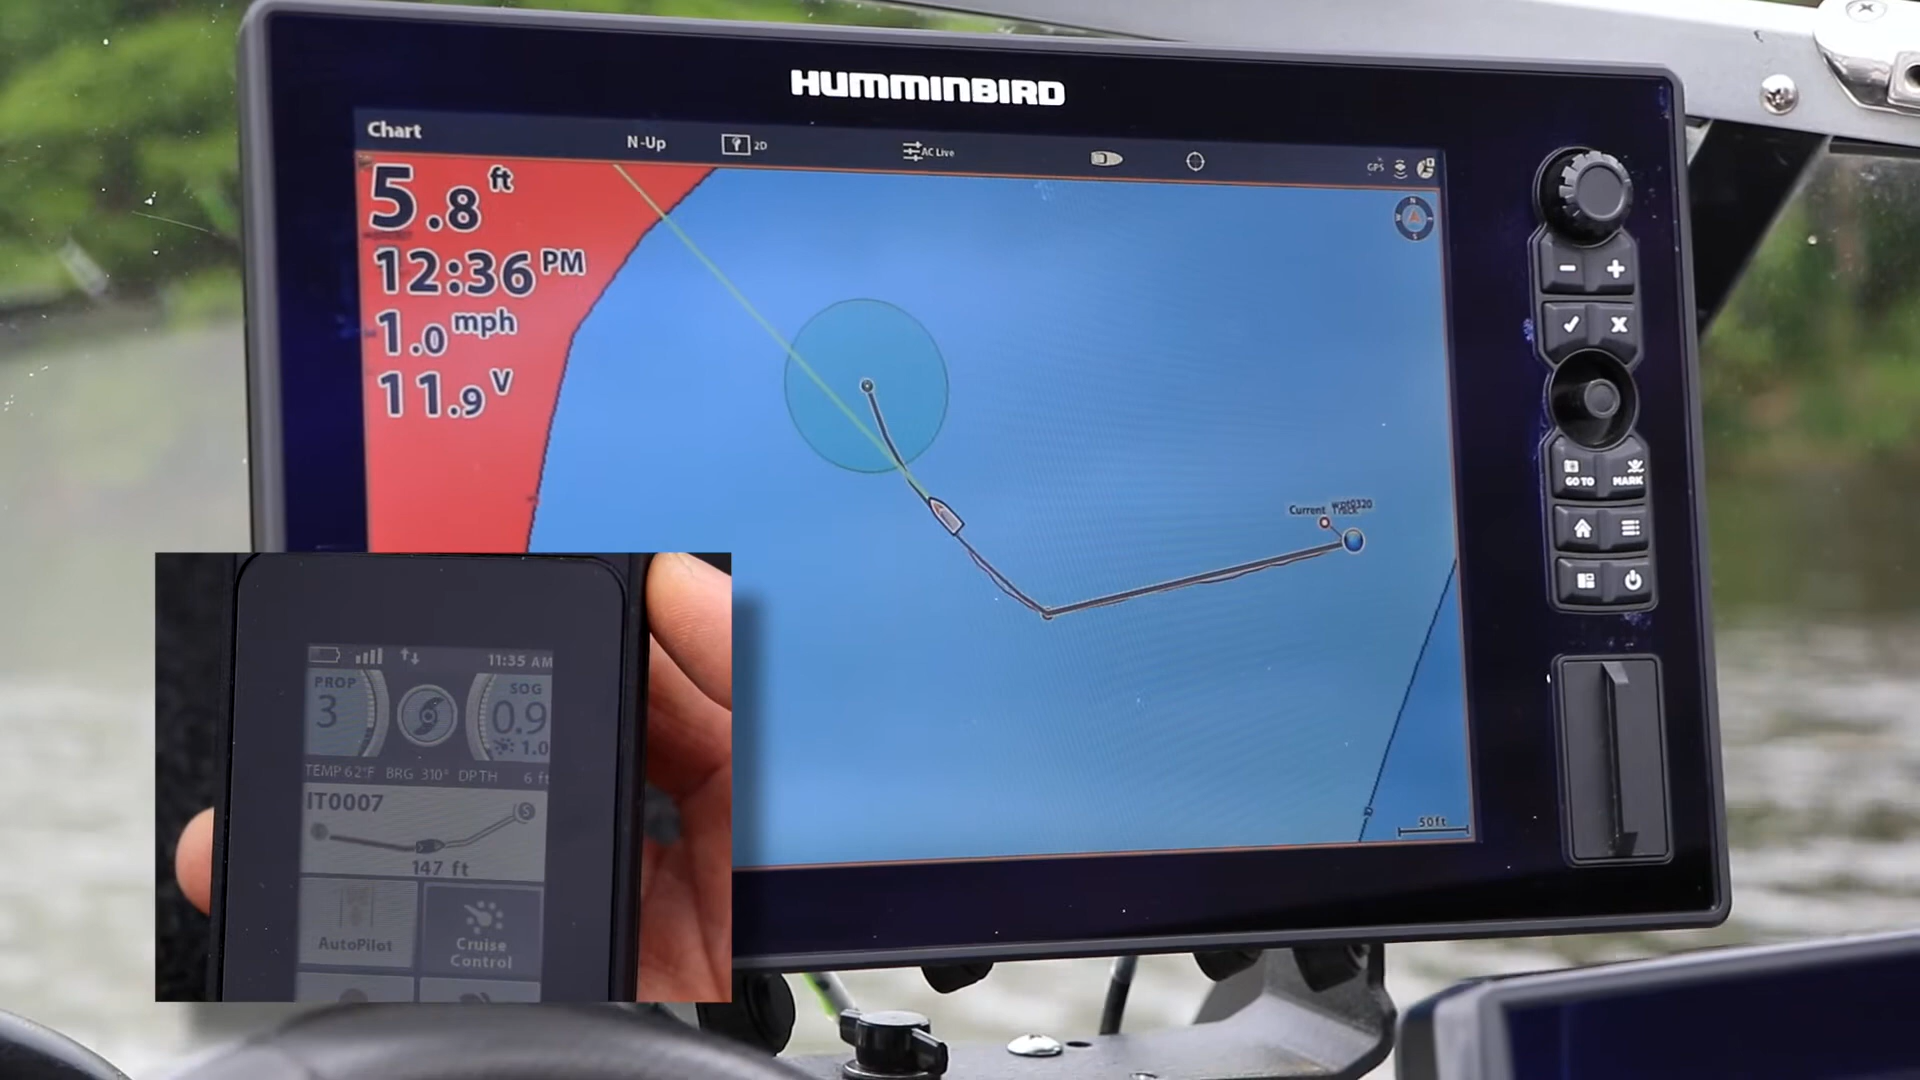 HUMMINBIRD
Chart
N-Up
2D
AC Live
GPS
5.8 ft
12:36 PM
1.0 mph
11.9 V
Current
Track
wpt0320
50ft
GO TO
MARK
11:35 AM
PROP
3
SOG
0.9
1.0
TEMP 62°F BRG 310° DPTH 6 ft
IT0007
S
147 ft
AutoPilot
Cruise
Control